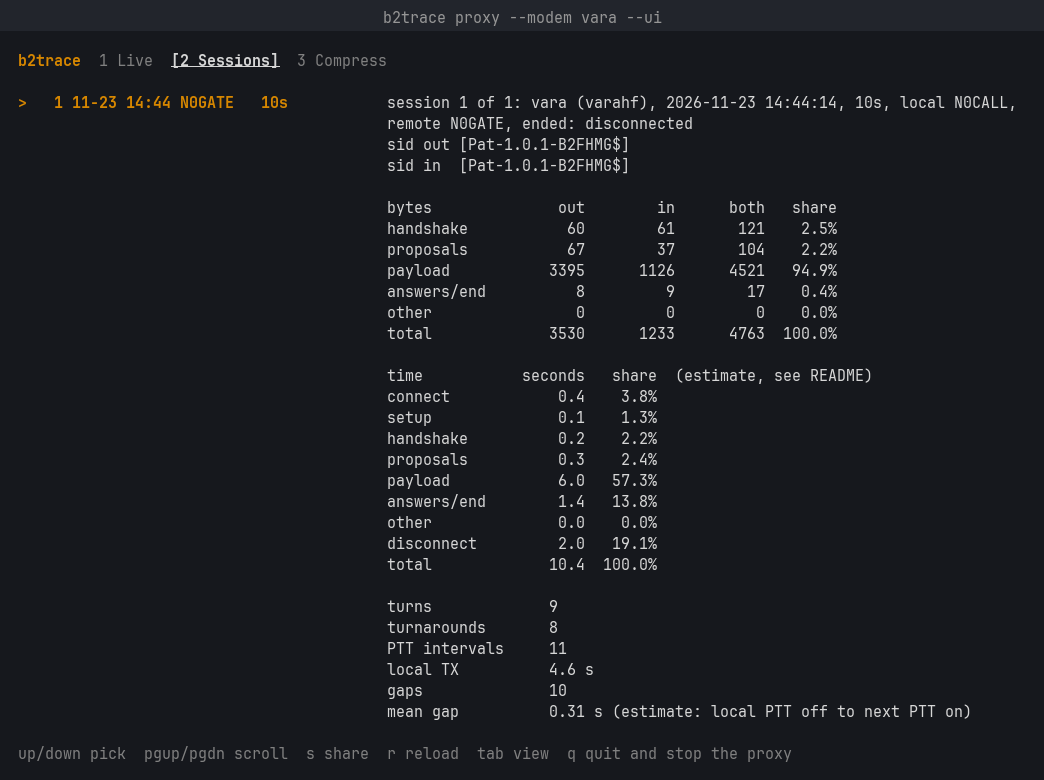 b2trace proxy --modem vara --ui
b2trace  1 Live  [2 Sessions]  3 Compress
>   1 11-23 14:44 N0GATE   10s
session 1 of 1: vara (varahf), 2026-11-23 14:44:14, 10s, local N0CALL,
remote N0GATE, ended: disconnected
sid out [Pat-1.0.1-B2FHMG$]
sid in  [Pat-1.0.1-B2FHMG$]
bytes              out        in      both   share
handshake           60        61       121    2.5%
proposals           67        37       104    2.2%
payload           3395      1126      4521   94.9%
answers/end          8         9        17    0.4%
other                0         0         0    0.0%
total             3530      1233      4763  100.0%
time           seconds   share  (estimate, see README)
connect            0.4    3.8%
setup              0.1    1.3%
handshake          0.2    2.2%
proposals          0.3    2.4%
payload            6.0   57.3%
answers/end        1.4   13.8%
other              0.0    0.0%
disconnect         2.0   19.1%
total             10.4  100.0%
turns             9
turnarounds       8
PTT intervals     11
local TX          4.6 s
gaps              10
mean gap          0.31 s (estimate: local PTT off to next PTT on)
up/down pick  pgup/pgdn scroll  s share  r reload  tab view  q quit and stop the proxy